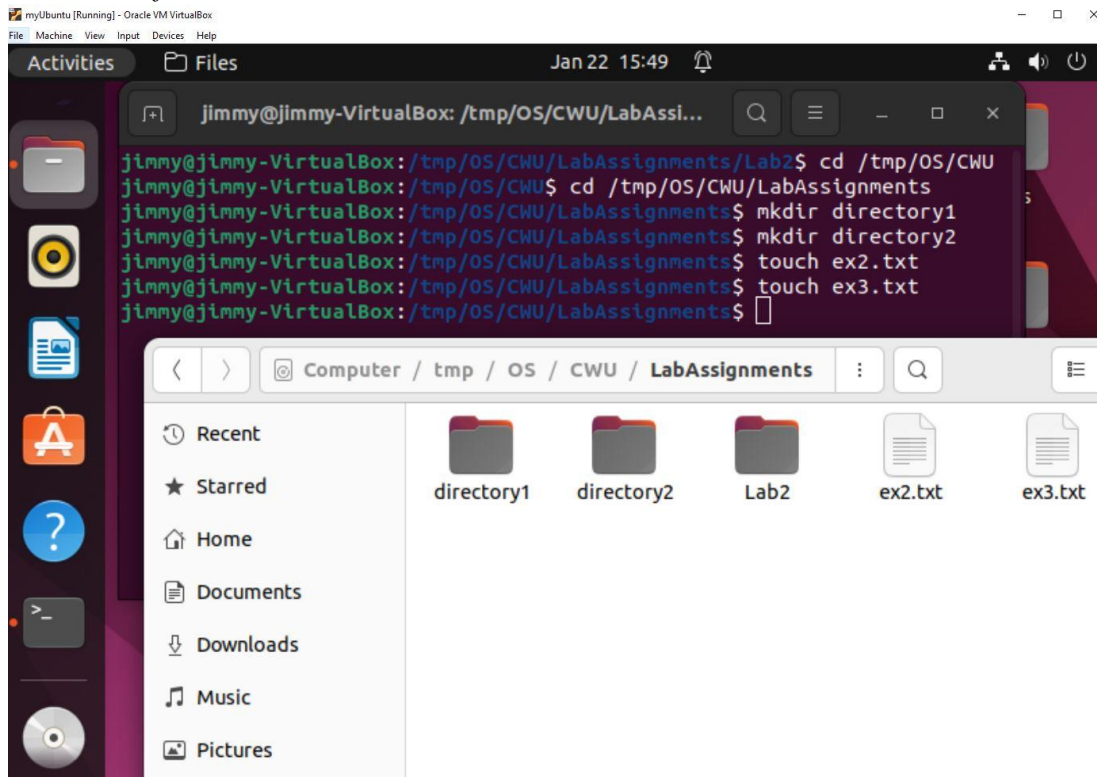 myUbuntu [Running] - Oracle VM VirtualBox
File Machine View Input Devices Help
Activities Files Jan 22 15:49
jimmy@jimmy-VirtualBox: /tmp/OS/CWU/LabAssi...
jimmy@jimmy-VirtualBox:/tmp/OS/CWU/LabAssignments/Lab2$ cd /tmp/OS/CWU
jimmy@jimmy-VirtualBox:/tmp/OS/CWU$ cd /tmp/OS/CWU/LabAssignments
jimmy@jimmy-VirtualBox:/tmp/OS/CWU/LabAssignments$ mkdir directory1
jimmy@jimmy-VirtualBox:/tmp/OS/CWU/LabAssignments$ mkdir directory2
jimmy@jimmy-VirtualBox:/tmp/OS/CWU/LabAssignments$ touch ex2.txt
jimmy@jimmy-VirtualBox:/tmp/OS/CWU/LabAssignments$ touch ex3.txt
jimmy@jimmy-VirtualBox:/tmp/OS/CWU/LabAssignments$
Computer / tmp / OS / CWU / LabAssignments
Recent
Starred
Home
Documents
Downloads
Music
Pictures
directory1 directory2 Lab2 ex2.txt ex3.txt